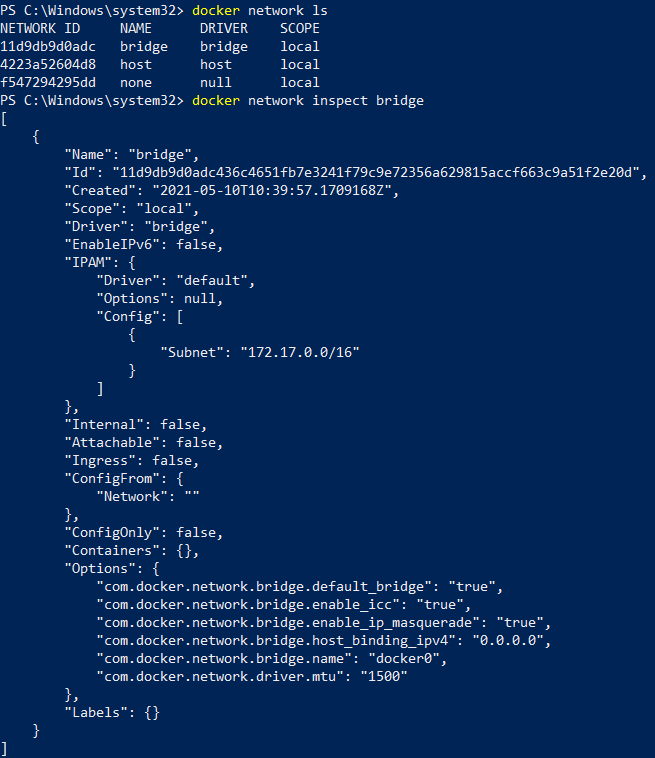 PS C:\Windows\system32> docker network ls
NETWORK ID     NAME      DRIVER    SCOPE
11d9db9d0adc   bridge    bridge    local
4223a52604d8   host      host      local
f547294295dd   none      null      local
PS C:\Windows\system32> docker network inspect bridge
[
    {
        "Name": "bridge",
        "Id": "11d9db9d0adc436c4651fb7e3241f79c9e72356a629815accf663c9a51f2e20d",
        "Created": "2021-05-10T10:39:57.1709168Z",
        "Scope": "local",
        "Driver": "bridge",
        "EnableIPv6": false,
        "IPAM": {
            "Driver": "default",
            "Options": null,
            "Config": [
                {
                    "Subnet": "172.17.0.0/16"
                }
            ]
        },
        "Internal": false,
        "Attachable": false,
        "Ingress": false,
        "ConfigFrom": {
            "Network": ""
        },
        "ConfigOnly": false,
        "Containers": {},
        "Options": {
            "com.docker.network.bridge.default_bridge": "true",
            "com.docker.network.bridge.enable_icc": "true",
            "com.docker.network.bridge.enable_ip_masquerade": "true",
            "com.docker.network.bridge.host_binding_ipv4": "0.0.0.0",
            "com.docker.network.bridge.name": "docker0",
            "com.docker.network.driver.mtu": "1500"
        },
        "Labels": {}
    }
]